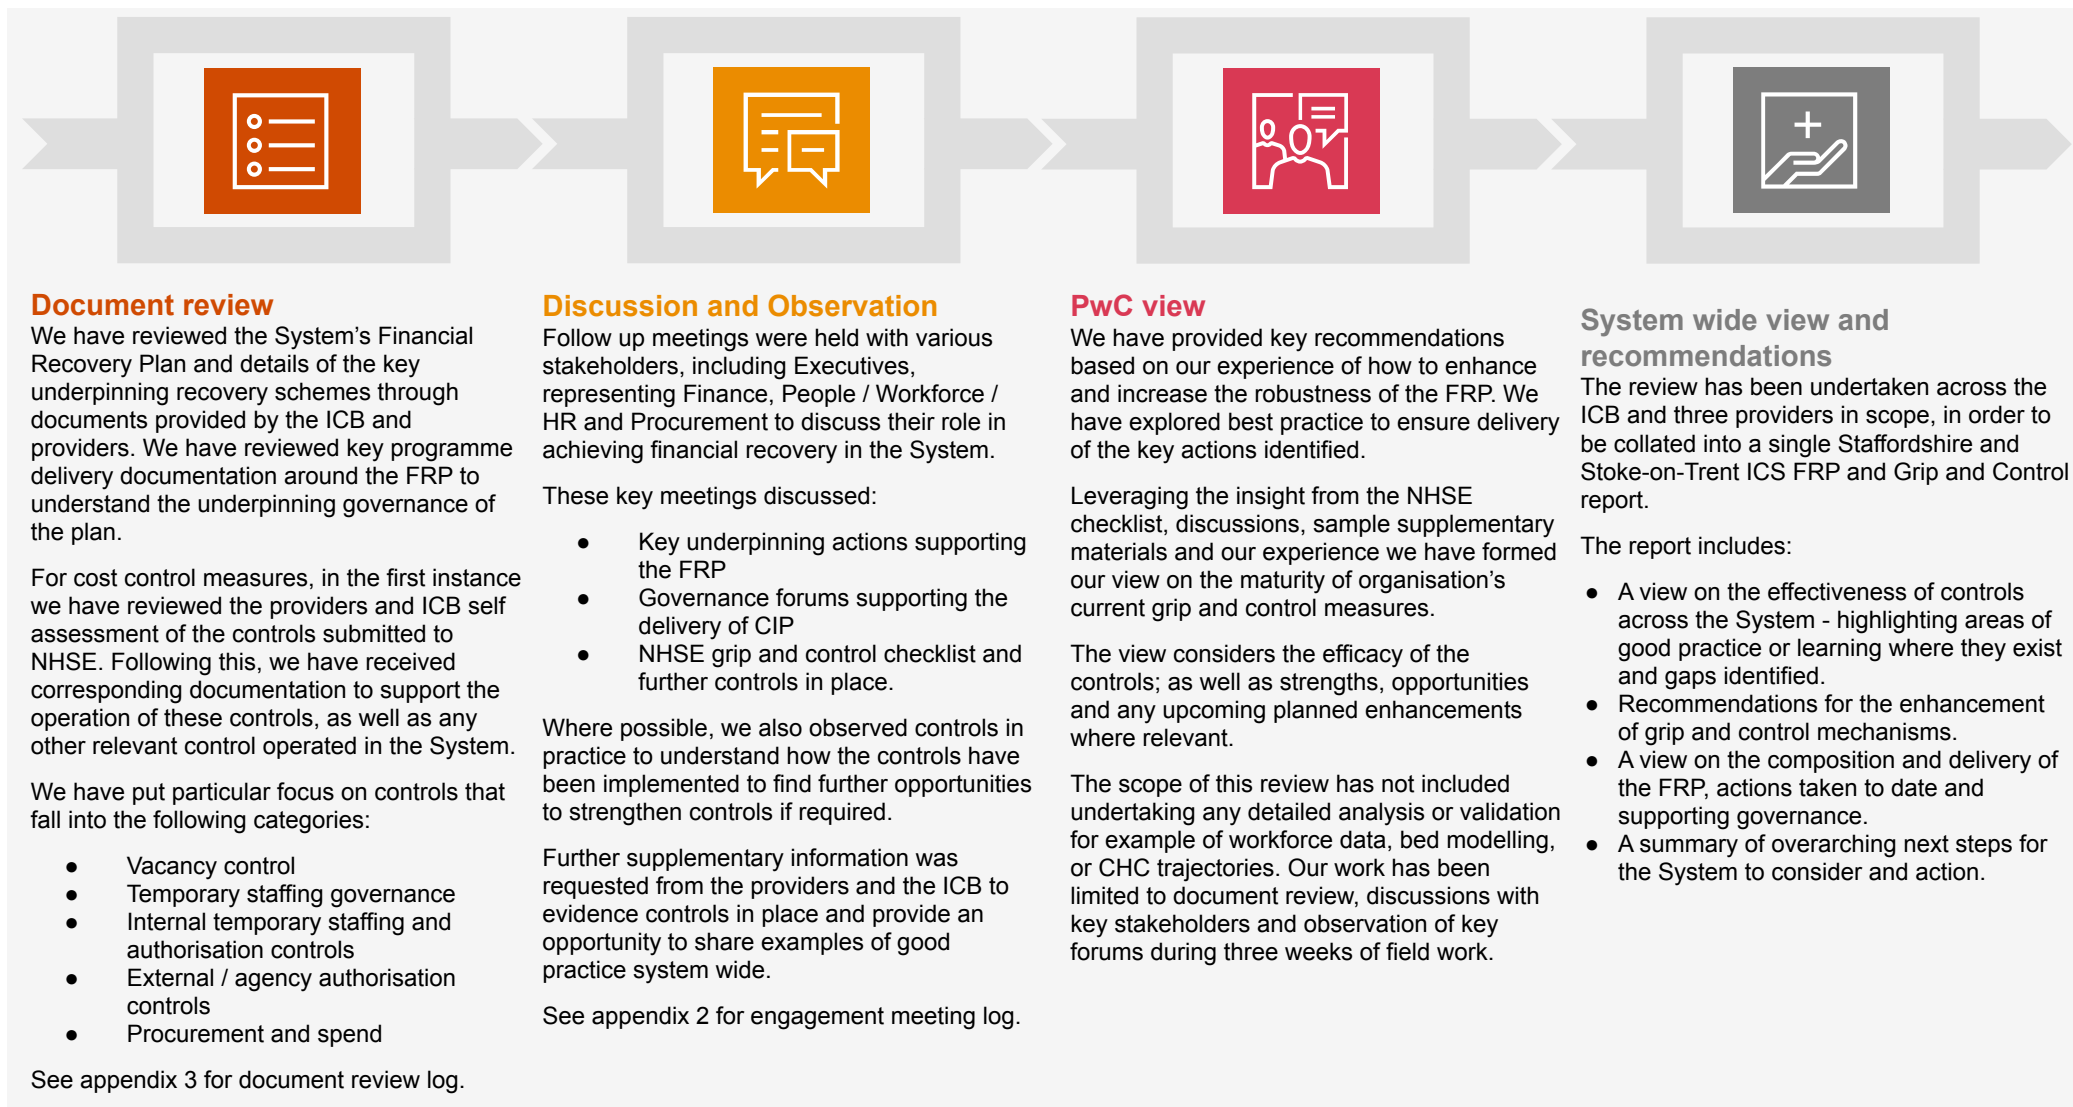 Document review
We have reviewed the System's Financial
Recovery Plan and details of the key
underpinning recovery schemes through
documents provided by the ICB and
providers. We have reviewed key programme
delivery documentation around the FRP to
understand the underpinning governance of
the plan.
For cost control measures, in the first instance
we have reviewed the providers and ICB self
assessment of the controls submitted to
NHSE. Following this, we have received
corresponding documentation to support the
operation of these controls, as well as any
other relevant control operated in the System.
We have put particular focus on controls that
fall into the following categories:
● Vacancy control
● Temporary staffing governance
● Internal temporary staffing and
authorisation controls
● External / agency authorisation
controls
● Procurement and spend
See appendix 3 for document review log.
Discussion and Observation
Follow up meetings were held with various
stakeholders, including Executives,
representing Finance, People / Workforce /
HR and Procurement to discuss their role in
achieving financial recovery in the System.
These key meetings discussed:
● Key underpinning actions supporting
the FRP
● Governance forums supporting the
delivery of CIP
● NHSE grip and control checklist and
further controls in place.
Where possible, we also observed controls in
practice to understand how the controls have
been implemented to find further opportunities
to strengthen controls if required.
Further supplementary information was
requested from the providers and the ICB to
evidence controls in place and provide an
opportunity to share examples of good
practice system wide.
See appendix 2 for engagement meeting log.
PwC view
We have provided key recommendations
based on our experience of how to enhance
and increase the robustness of the FRP. We
have explored best practice to ensure delivery
of the key actions identified.
Leveraging the insight from the NHSE
checklist, discussions, sample supplementary
materials and our experience we have formed
our view on the maturity of organisation's
current grip and control measures.
The view considers the efficacy of the
controls; as well as strengths, opportunities
and any upcoming planned enhancements
where relevant.
The scope of this review has not included
undertaking any detailed analysis or validation
for example of workforce data, bed modelling,
or CHC trajectories. Our work has been
limited to document review, discussions with
key stakeholders and observation of key
forums during three weeks of field work.
System wide view and
recommendations
The review has been undertaken across the
ICB and three providers in scope, in order to
be collated into a single Staffordshire and
Stoke-on-Trent ICS FRP and Grip and Control
report.
The report includes:
● A view on the effectiveness of controls
across the System - highlighting areas of
good practice or learning where they exist
and gaps identified.
● Recommendations for the enhancement
of grip and control mechanisms.
● A view on the composition and delivery of
the FRP, actions taken to date and
supporting governance.
● A summary of overarching next steps for
the System to consider and action.